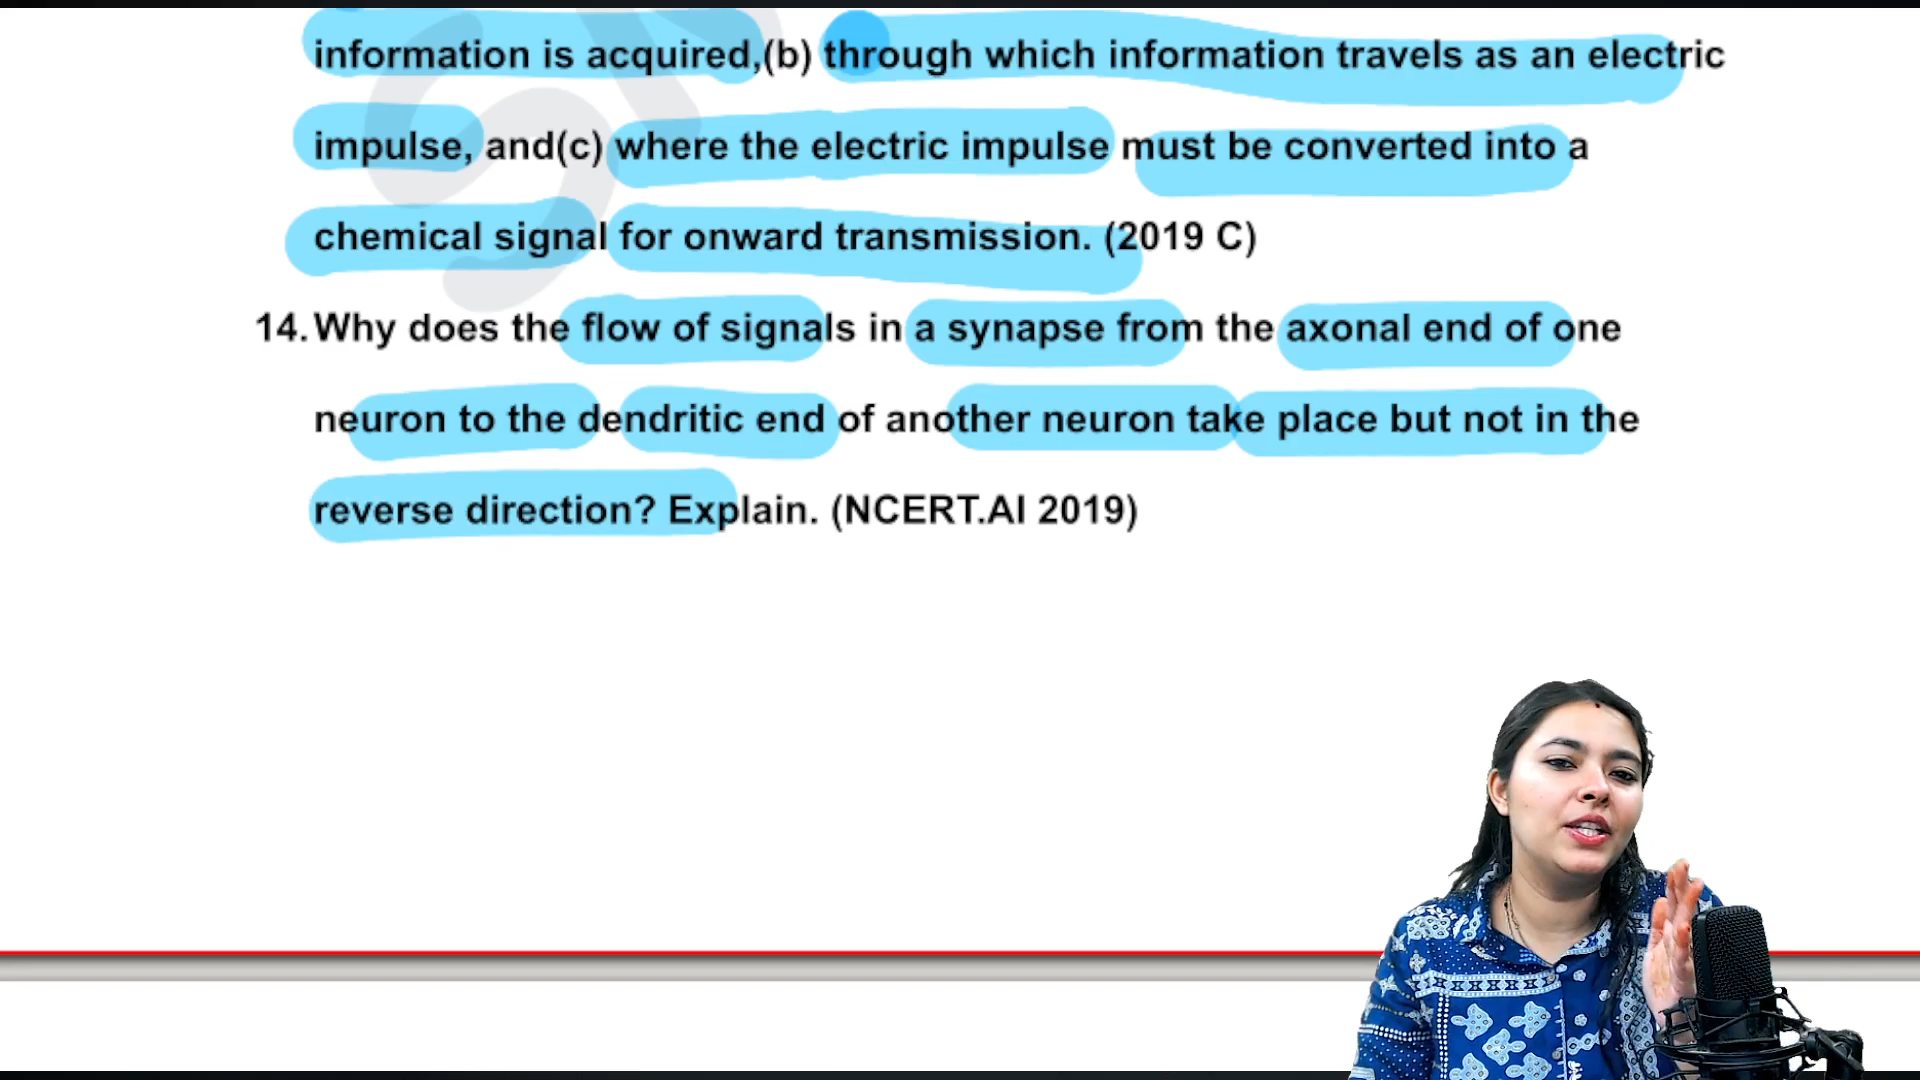 information is acquired,(b) through which information travels as an electric
impulse, and(c) where the electric impulse must be converted into a
chemical signal for onward transmission. (2019 C)
14. Why does the flow of signals in a synapse from the axonal end of one
neuron to the dendritic end of another neuron take place but not in the
reverse direction? Explain. (NCERT.AI 2019)